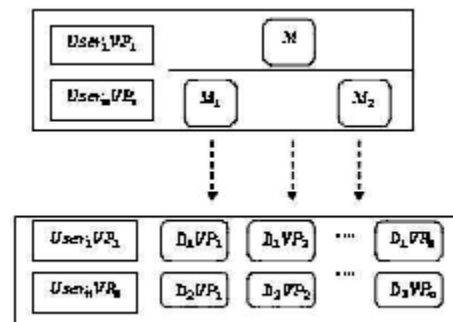 User₁VP₁ M
UserₙVPₙ M₁ M₂
User₁VP₁ D₁VP₁ D₁VP₂ .... D₁VPₙ
UserₙVPₙ D₂VP₁ D₂VP₂ .... D₂VPₙ